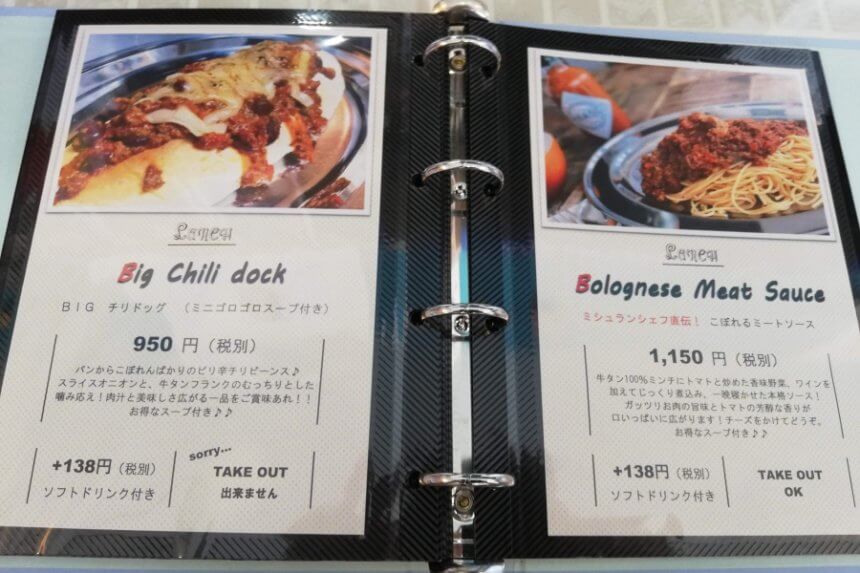 Lunch
Big Chili dock
BIG チリドッグ （ミニゴロゴロスープ付き）
950 円（税別）
パンからこぼれんばかりのピリ辛チリビーンス♪
スライスオニオンと、牛タンフランクのむっちりとした
噛み応え！肉汁と美味しさ広がる一品をご賞味あれ！！
お得なスープ付き♪♪
+138円（税別）
ソフトドリンク付き
sorry...
TAKE OUT
出来ません
Lunch
Bolognese Meat Sauce
ミシュランシェフ直伝！ こぼれるミートソース
1,150 円（税別）
牛タン100%ミンチにトマトと炒めた香味野菜、ワインを
加えてじっくり煮込み、一晩寝かせた本格ソース！
ガッツリお肉の旨味とトマトの芳醇な香りが
口いっぱいに広がります！チーズをかけてどうぞ。
お得なスープ付き♪♪
+138円（税別）
ソフトドリンク付き
TAKE OUT
OK